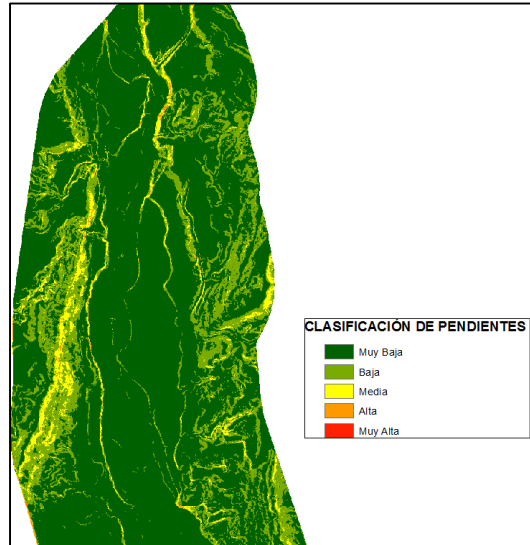 CLASIFICACIÓN DE PENDIENTES
Muy Baja
Baja
Media
Alta
Muy Alta